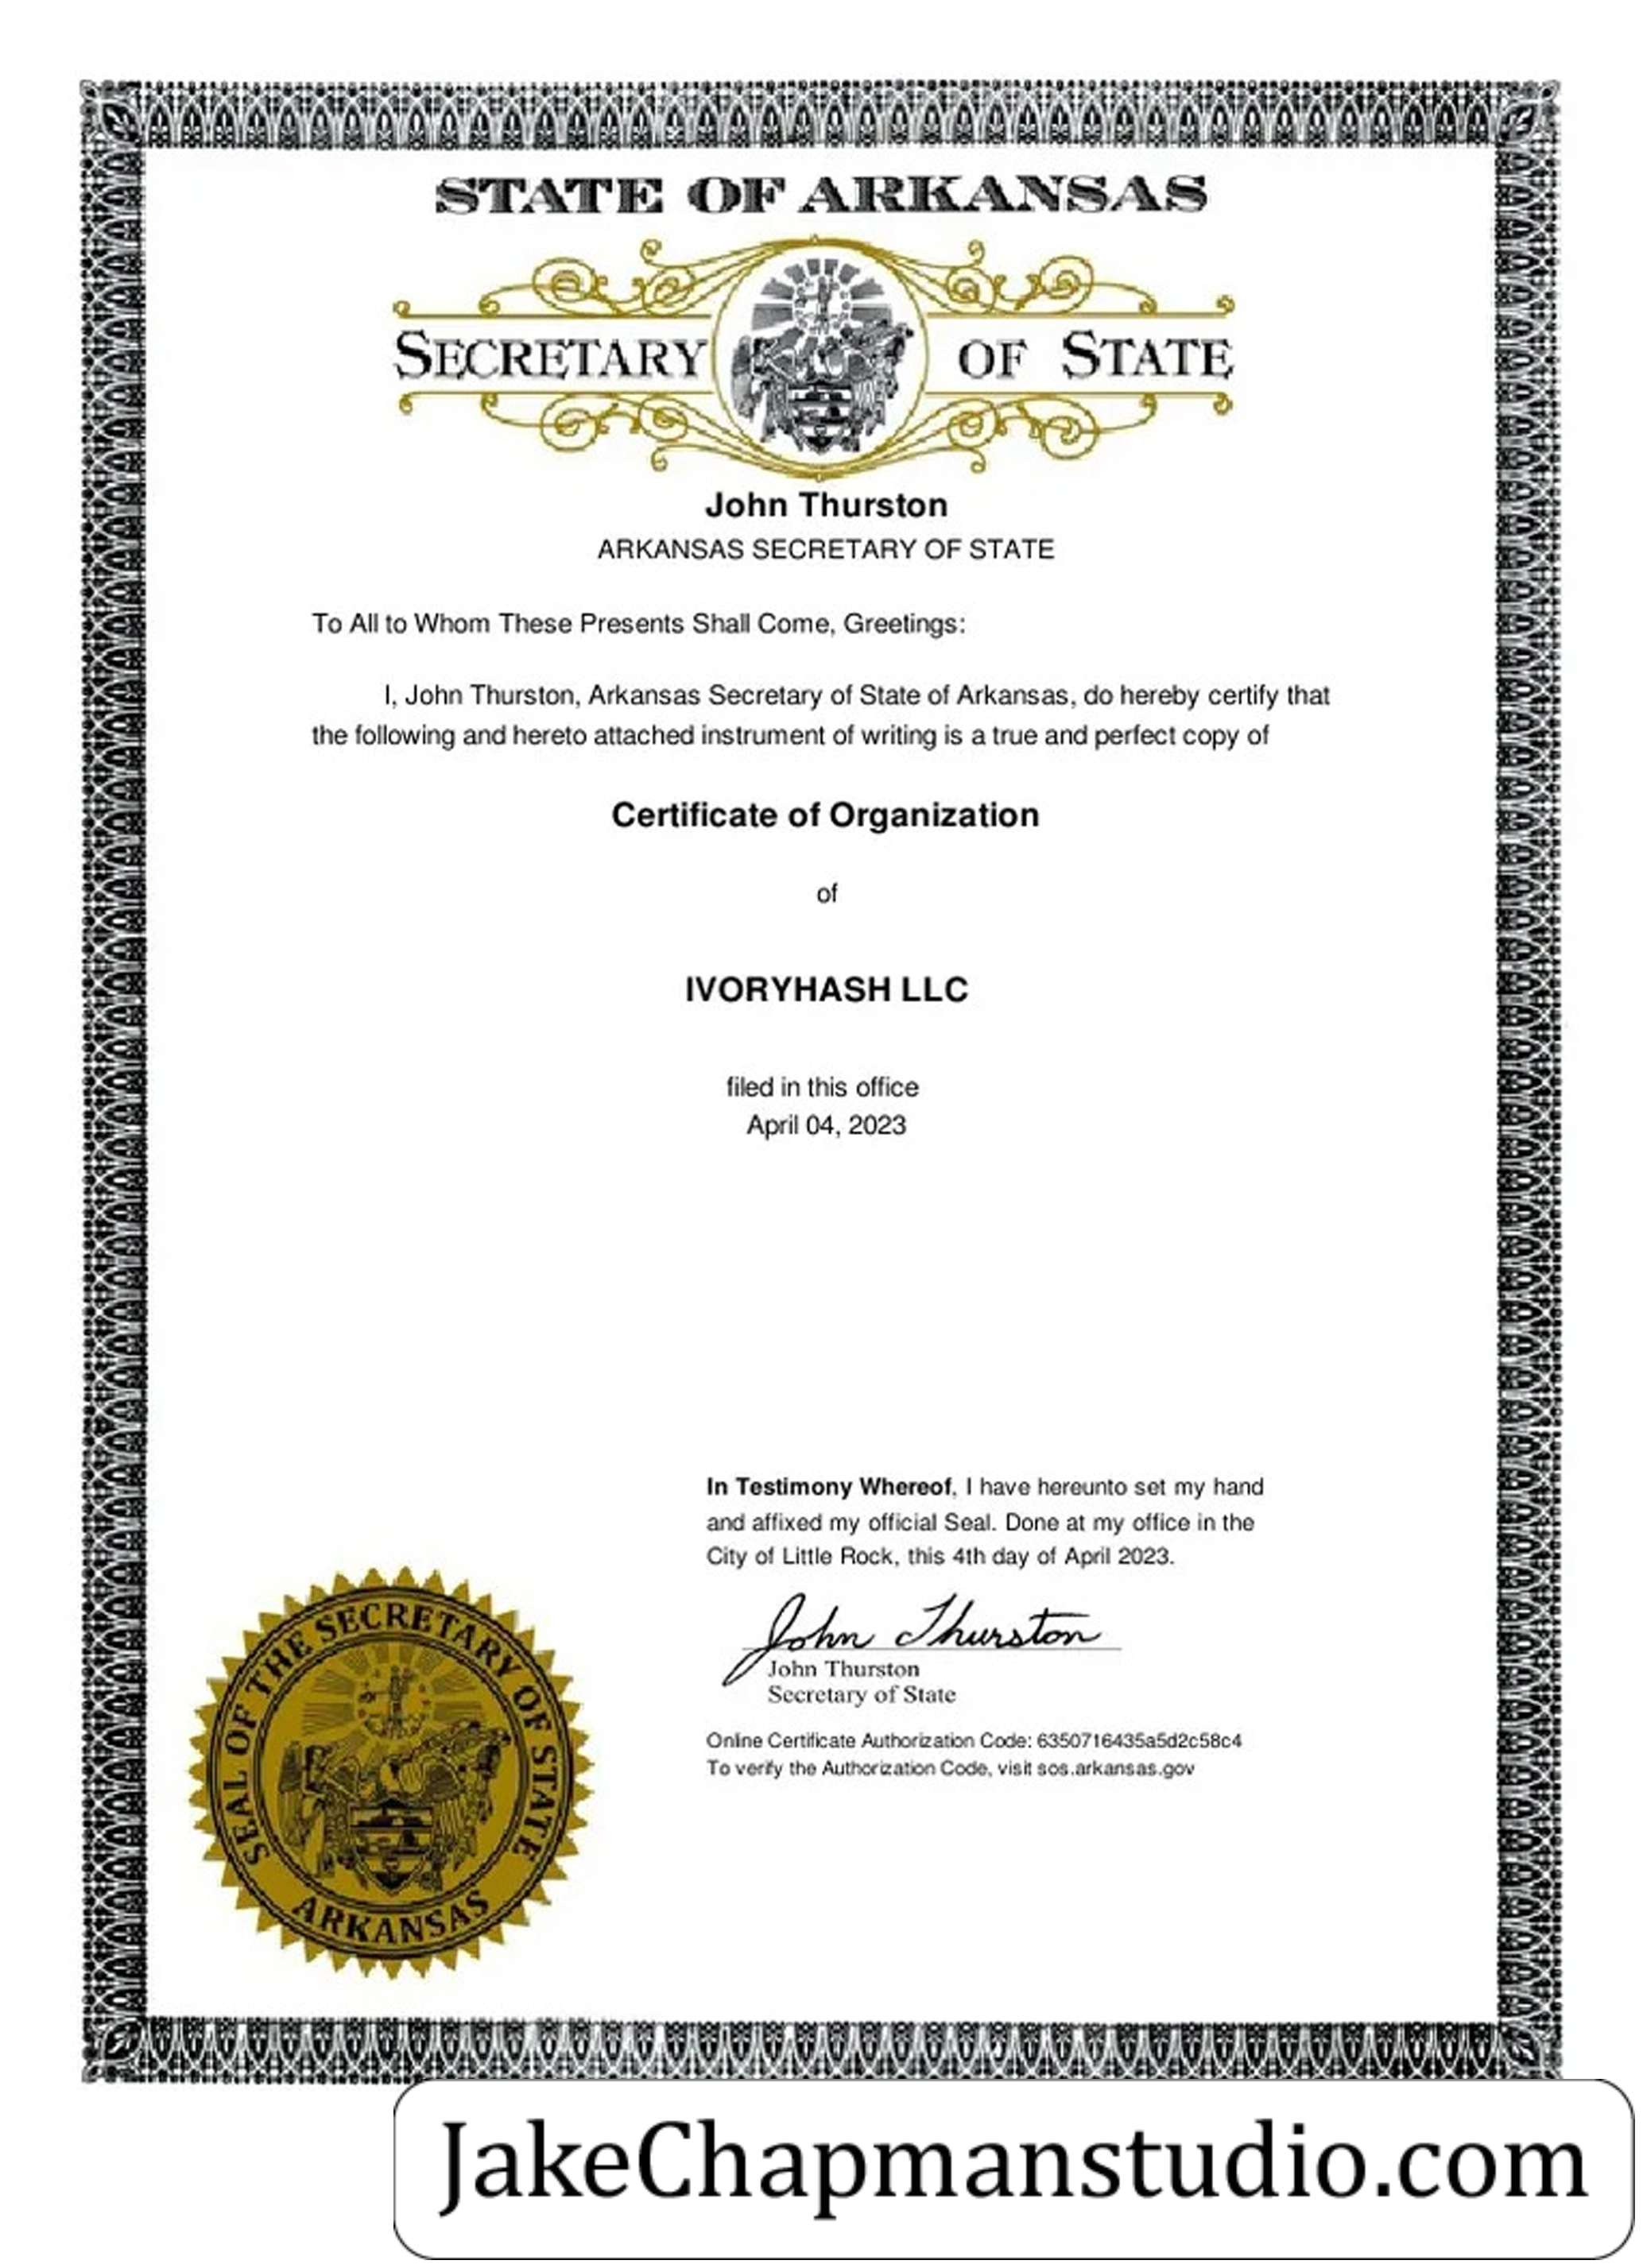 STATE OF ARKANSAS
SECRETARY OF STATE
John Thurston
ARKANSAS SECRETARY OF STATE
To All to Whom These Presents Shall Come, Greetings:
I, John Thurston, Arkansas Secretary of State of Arkansas, do hereby certify that
the following and hereto attached instrument of writing is a true and perfect copy of
Certificate of Organization
of
IVORYHASH LLC
filed in this office
April 04, 2023
In Testimony Whereof, I have hereunto set my hand
and affixed my official Seal. Done at my office in the
City of Little Rock, this 4th day of April 2023.
John Thurston
John Thurston
Secretary of State
Online Certificate Authorization Code: 6350716435a5d2c58c4
To verify the Authorization Code, visit sos.arkansas.gov
SEAL OF THE SECRETARY OF STATE
ARKANSAS
JakeChapmanstudio.com